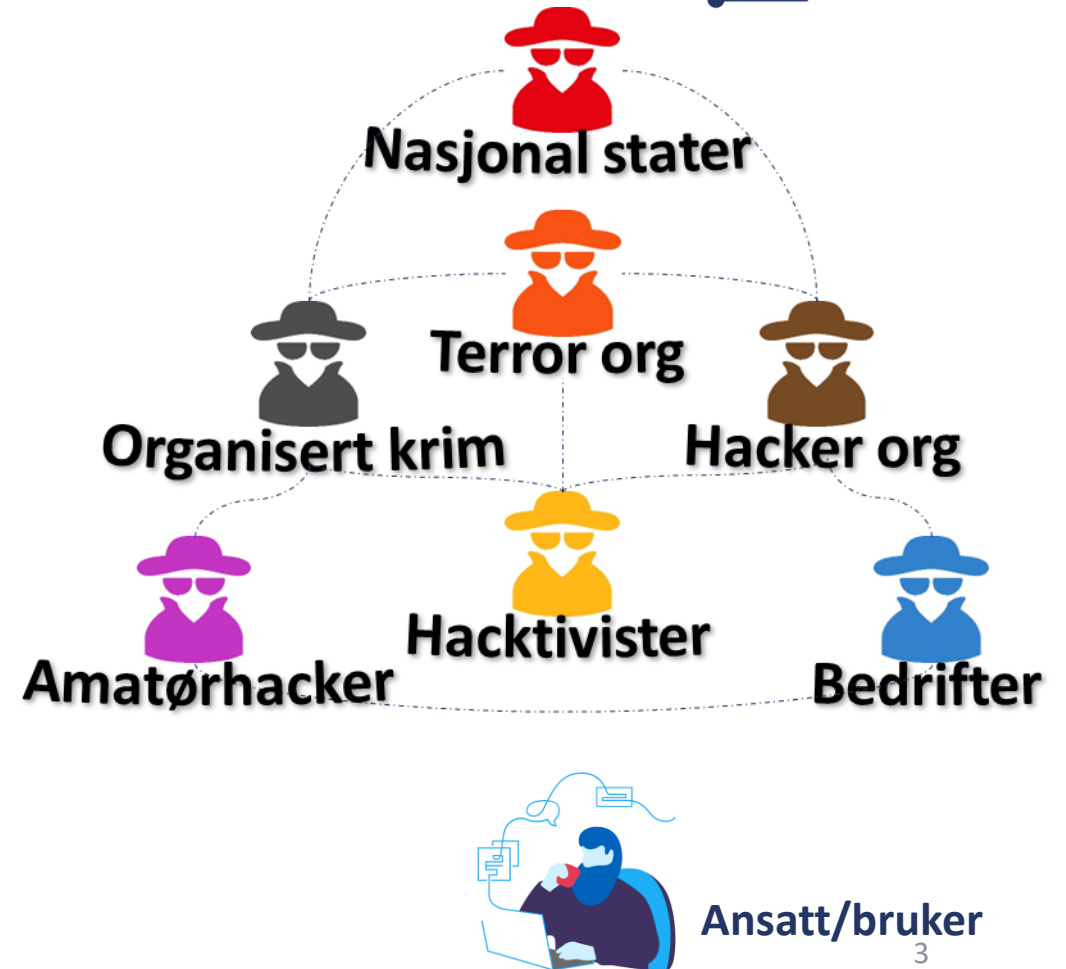 Nasjonal stater
Terror org
Organisert krim
Hacker org
Hacktivister
Amatørhacker
Bedrifter
Ansatt/bruker
3